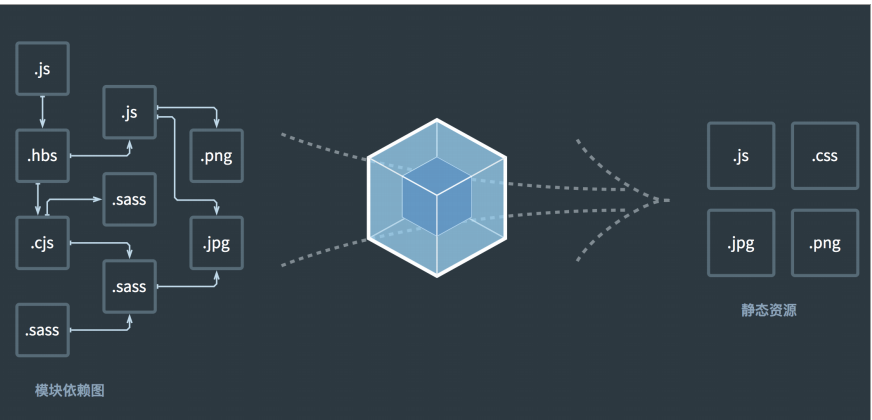 .js
.js
.hbs
.png
.sass
.cjs
.jpg
.sass
.sass
模块依赖图
.js
.css
.jpg
.png
静态资源